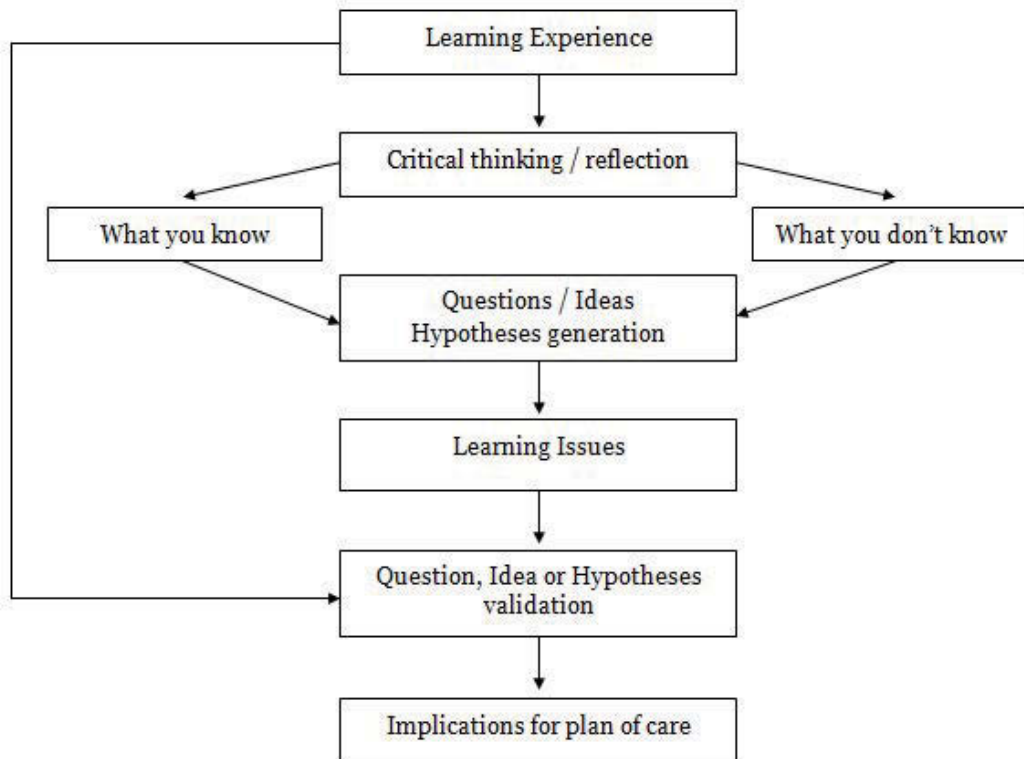 Learning Experience
Critical thinking / reflection
What you know
What you don't know
Questions / Ideas
Hypotheses generation
Learning Issues
Question, Idea or Hypotheses
validation
Implications for plan of care